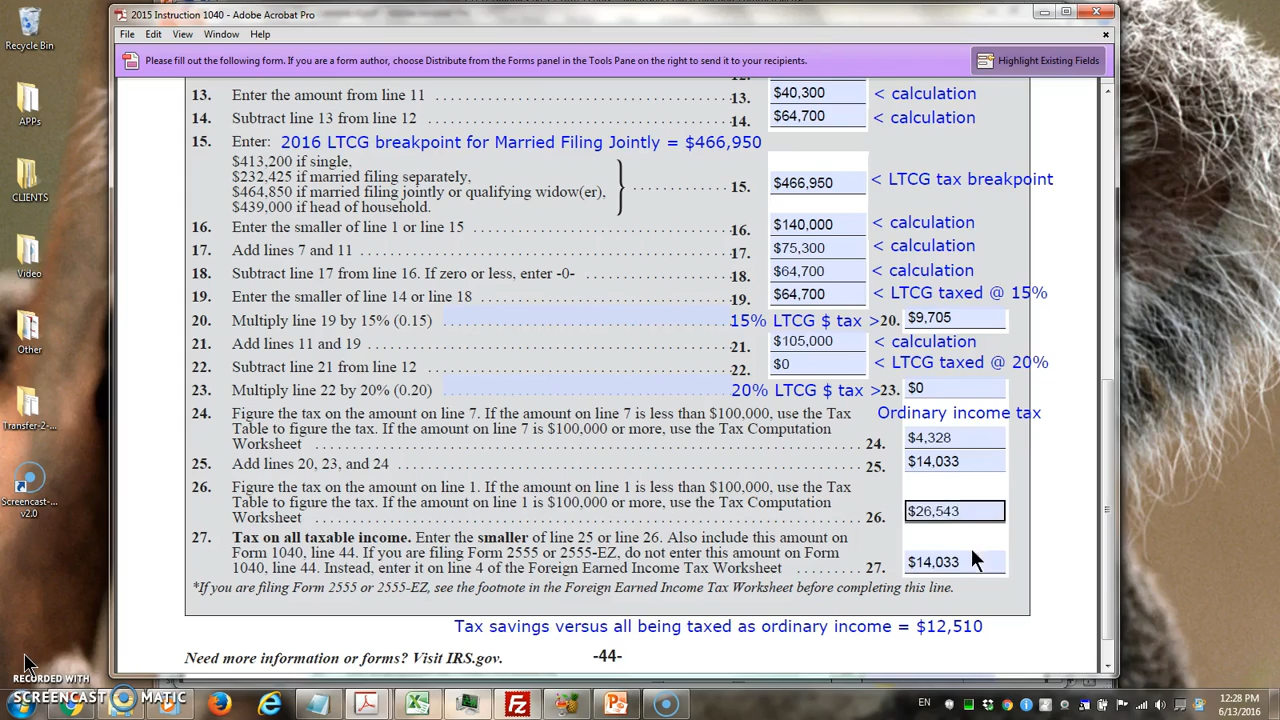 2015 Instruction 1040 - Adobe Acrobat Pro
File Edit View Window Help
Please fill out the following form. If you are a form author, choose Distribute from the Forms panel in the Tools Pane on the right to send it to your recipients.
Highlight Existing Fields
Recycle Bin
APPs
CLIENTS
Video
Other
Transfer-2-...
Screencast-...
v2.0
13. Enter the amount from line 11 13. $40,300 < calculation
14. Subtract line 13 from line 12 14. $64,700 < calculation
15. Enter: 2016 LTCG breakpoint for Married Filing Jointly = $466,950
$413,200 if single,
$232,425 if married filing separately,
$464,850 if married filing jointly or qualifying widow(er), 15. $466,950 < LTCG tax breakpoint
$439,000 if head of household.
16. Enter the smaller of line 1 or line 15 16. $140,000 < calculation
17. Add lines 7 and 11 17. $75,300 < calculation
18. Subtract line 17 from line 16. If zero or less, enter -0- 18. $64,700 < calculation
19. Enter the smaller of line 14 or line 18 19. $64,700 < LTCG taxed @ 15%
20. Multiply line 19 by 15% (0.15) 15% LTCG $ tax > 20. $9,705
21. Add lines 11 and 19 21. $105,000 < calculation
22. Subtract line 21 from line 12 22. $0 < LTCG taxed @ 20%
23. Multiply line 22 by 20% (0.20) 20% LTCG $ tax > 23. $0
24. Figure the tax on the amount on line 7. If the amount on line 7 is less than $100,000, use the Tax Ordinary income tax
Table to figure the tax. If the amount on line 7 is $100,000 or more, use the Tax Computation
Worksheet 24. $4,328
25. Add lines 20, 23, and 24 25. $14,033
26. Figure the tax on the amount on line 1. If the amount on line 1 is less than $100,000, use the Tax
Table to figure the tax. If the amount on line 1 is $100,000 or more, use the Tax Computation
Worksheet 26. $26,543
27. Tax on all taxable income. Enter the smaller of line 25 or line 26. Also include this amount on
Form 1040, line 44. If you are filing Form 2555 or 2555-EZ, do not enter this amount on Form
1040, line 44. Instead, enter it on line 4 of the Foreign Earned Income Tax Worksheet 27. $14,033
*If you are filing Form 2555 or 2555-EZ, see the footnote in the Foreign Earned Income Tax Worksheet before completing this line.
Tax savings versus all being taxed as ordinary income = $12,510
Need more information or forms? Visit IRS.gov. -44-
RECORDED WITH
SCREENCAST MATIC
EN
12:28 PM
6/13/2016